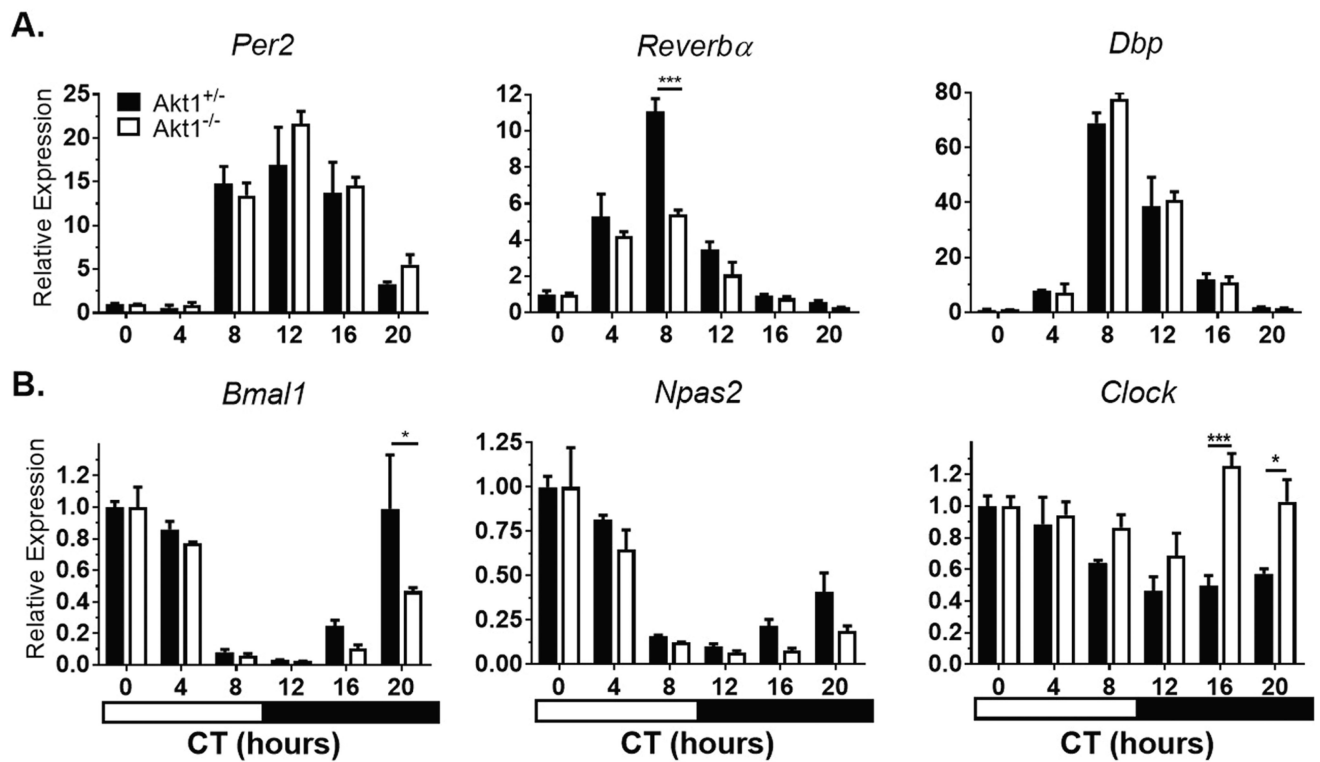 A.
Per2
Reverbα
Dbp
Relative Expression
25
20
15
10
5
0
Akt1+/-
Akt1-/-
0 4 8 12 16 20
***
12
10
8
6
4
2
0
0 4 8 12 16 20
80
60
40
20
0
0 4 8 12 16 20
B.
Bmal1
Npas2
Clock
Relative Expression
1.2
1.0
0.8
0.6
0.4
0.2
0.0
*
0 4 8 12 16 20
CT (hours)
1.25
1.00
0.75
0.50
0.25
0.00
0 4 8 12 16 20
CT (hours)
1.2
1.0
0.8
0.6
0.4
0.2
0.0
***
*
0 4 8 12 16 20
CT (hours)